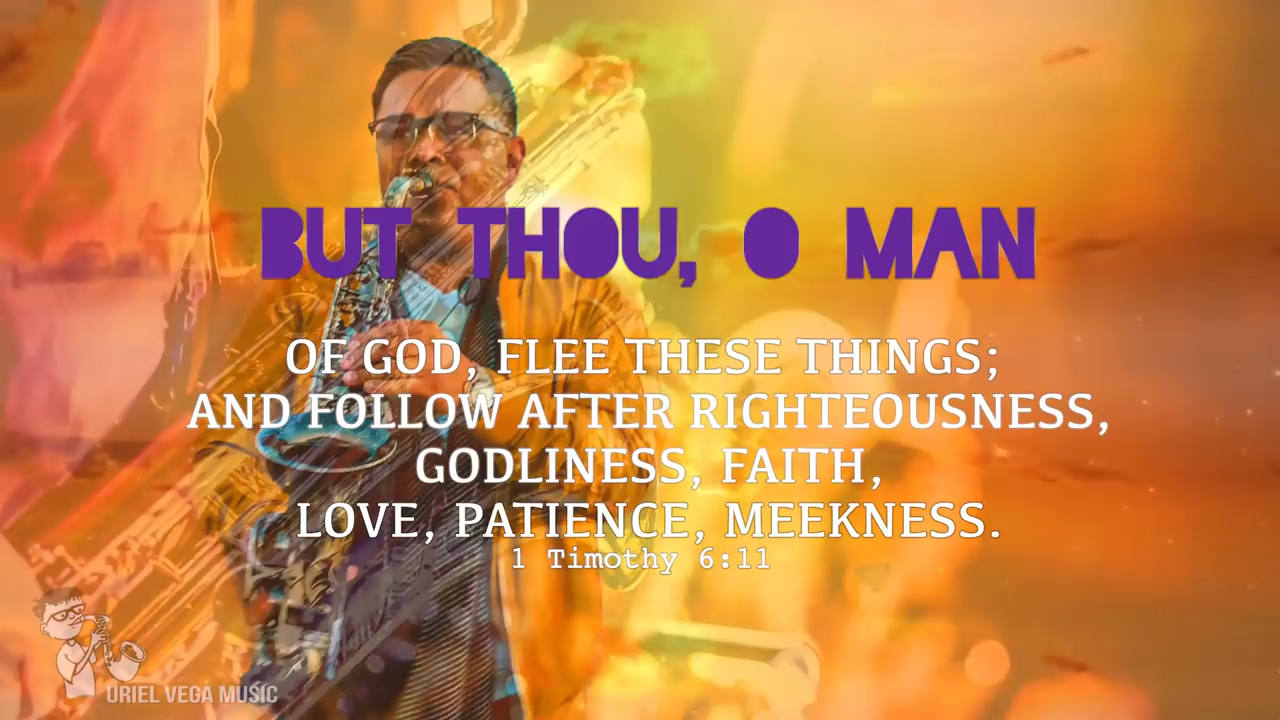 BUT THOU, O MAN
OF GOD, FLEE THESE THINGS;
AND FOLLOW AFTER RIGHTEOUSNESS,
GODLINESS, FAITH,
LOVE, PATIENCE, MEEKNESS.
1 Timothy 6:11
URIEL VEGA MUSIC